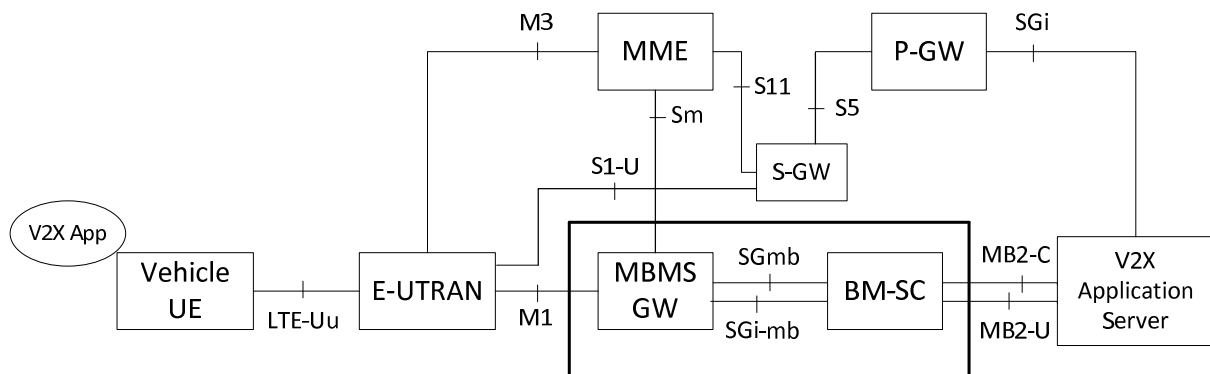 M3
SGi
MME
P-GW
S11
S5
Sm
S1-U
S-GW
V2X App
Vehicle
UE
LTE-Uu
E-UTRAN
M1
MBMS
GW
SGmb
SGi-mb
BM-SC
MB2-C
MB2-U
V2X
Application
Server